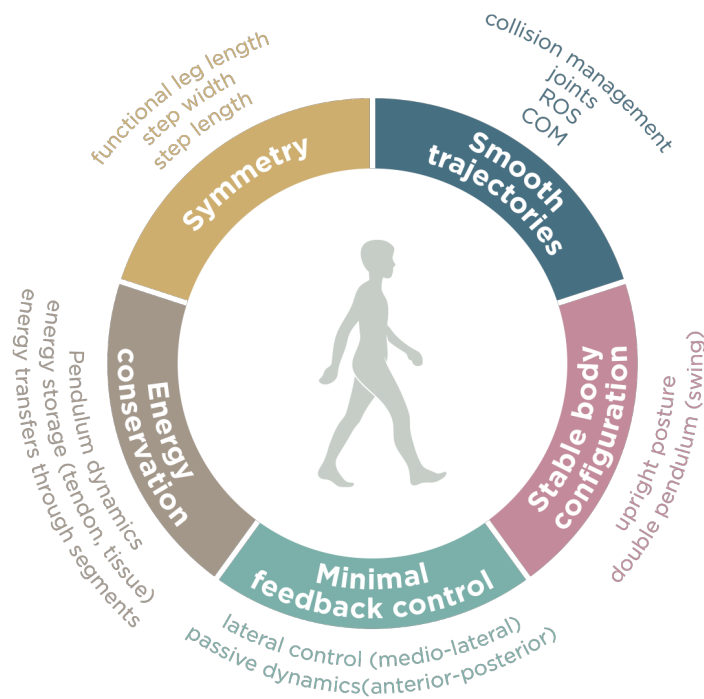 functional leg length
step width
step length
Symmetry
collision management
joints
ROS
COM
Smooth
trajectories
Stable body
configuration
upright posture
double pendulum (swing)
Minimal
feedback control
lateral control (medio-lateral)
passive dynamics(anterior-posterior)
Energy
conservation
Pendulum dynamics
energy storage (tendon, tissue)
energy transfers through segments